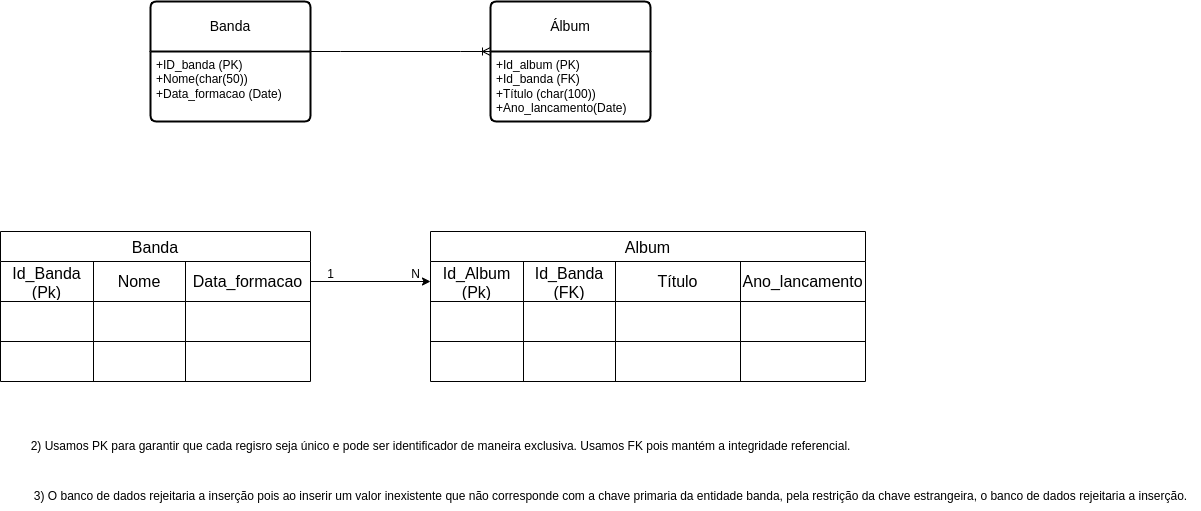 Banda
Álbum
+ID_banda (PK)
+Nome(char(50))
+Data_formacao (Date)
+Id_album (PK)
+Id_banda (FK)
+Título (char(100))
+Ano_lancamento(Date)
Banda
Id_Banda
(Pk)
Nome
Data_formacao
1
N
Album
Id_Album
(Pk)
Id_Banda
(FK)
Título
Ano_lancamento
2) Usamos PK para garantir que cada regisro seja único e pode ser identificador de maneira exclusiva. Usamos FK pois mantém a integridade referencial.
3) O banco de dados rejeitaria a inserção pois ao inserir um valor inexistente que não corresponde com a chave primaria da entidade banda, pela restrição da chave estrangeira, o banco de dados rejeitaria a inserção.